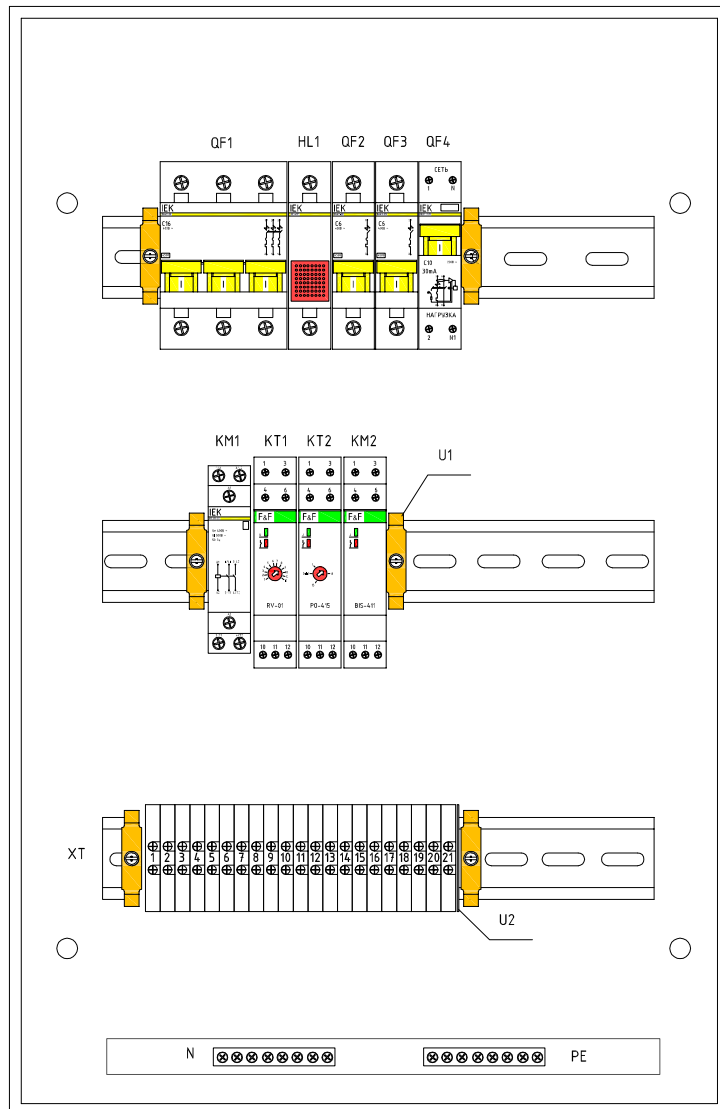 QF1 HL1 QF2 QF3 QF4
СЕТЬ
1 N
IEK IEK IEK IEK IEK
C16 C6 C6
C10
30mA
НАГРУЗКА
2 N1
KM1 KT1 KT2 KM2 U1
1 3 1 3 1 3
4 6 4 6 4 6
IEK F&F F&F F&F
RV-01 PO-415 BIS-411
10 11 12 10 11 12 10 11 12
XT 1 2 3 4 5 6 7 8 9 10 11 12 13 14 15 16 17 18 19 20 21
U2
N PE